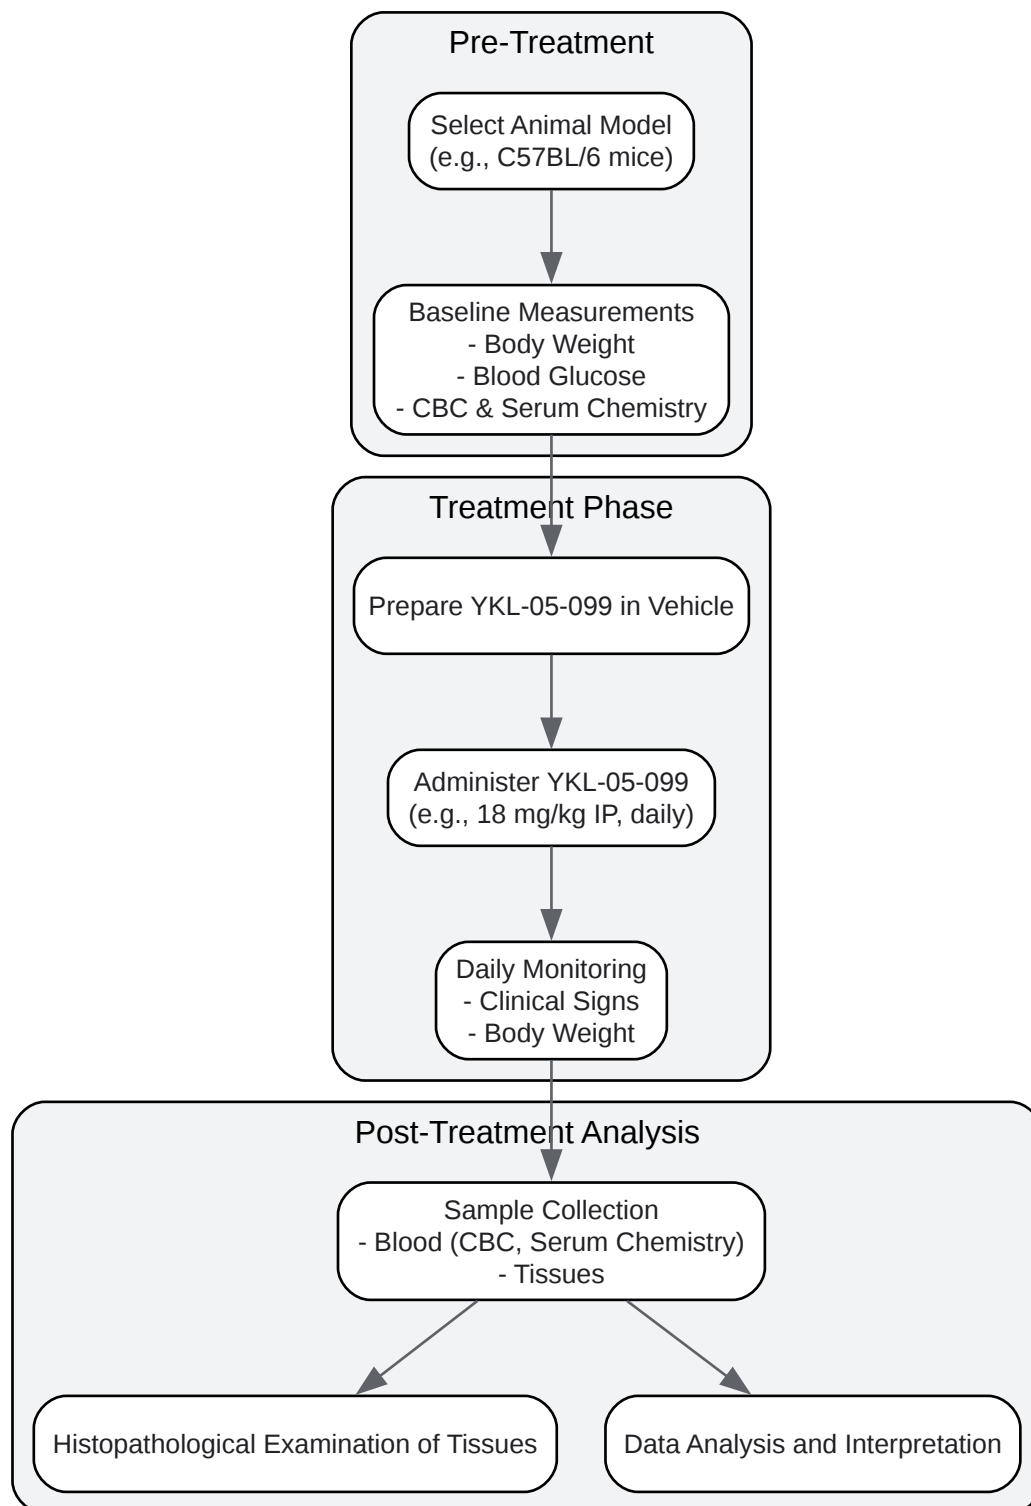 Pre-Treatment
Select Animal Model
(e.g., C57BL/6 mice)
Baseline Measurements
- Body Weight
- Blood Glucose
- CBC & Serum Chemistry
Treatment Phase
Prepare YKL-05-099 in Vehicle
Administer YKL-05-099
(e.g., 18 mg/kg IP, daily)
Daily Monitoring
- Clinical Signs
- Body Weight
Post-Treatment Analysis
Sample Collection
- Blood (CBC, Serum Chemistry)
- Tissues
Histopathological Examination of Tissues
Data Analysis and Interpretation